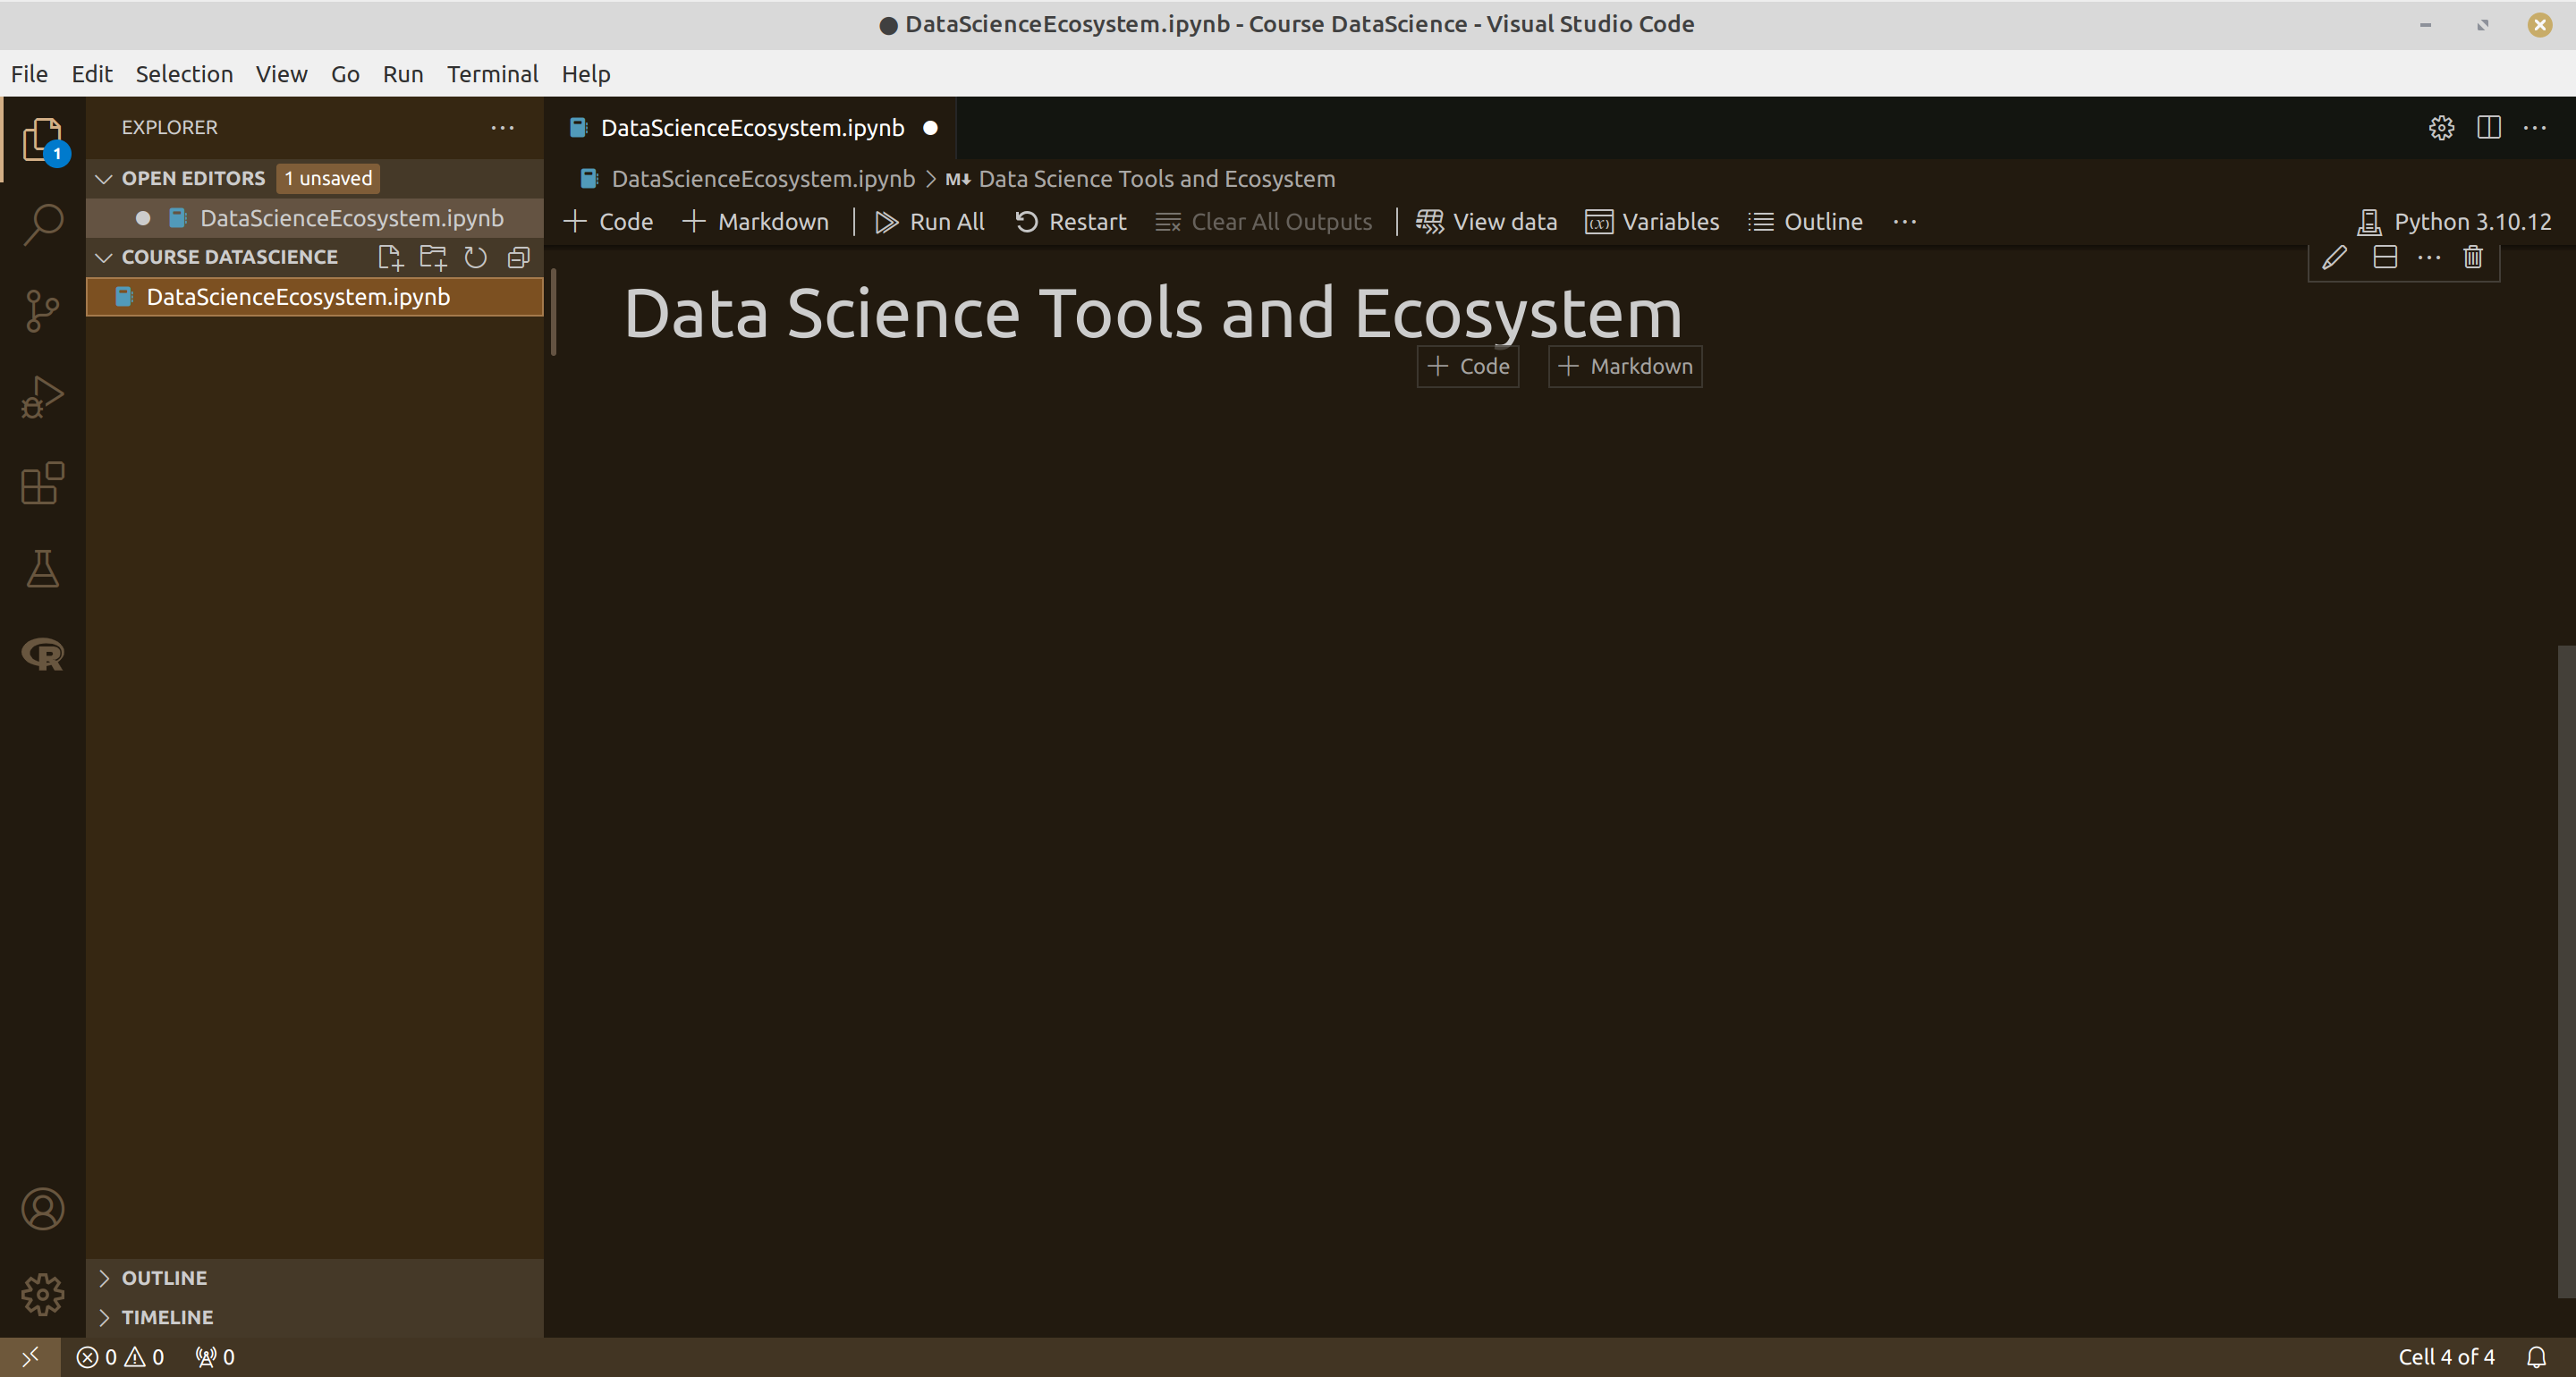 ● DataScienceEcosystem.ipynb - Course DataScience - Visual Studio Code
File Edit Selection View Go Run Terminal Help
EXPLORER
1
OPEN EDITORS 1 unsaved
DataScienceEcosystem.ipynb
COURSE DATASCIENCE
DataScienceEcosystem.ipynb
OUTLINE
TIMELINE
DataScienceEcosystem.ipynb
DataScienceEcosystem.ipynb > M↓ Data Science Tools and Ecosystem
+ Code + Markdown | Run All Restart Clear All Outputs | View data (x) Variables Outline ... Python 3.10.12
Data Science Tools and Ecosystem
+ Code + Markdown
0 0 0 Cell 4 of 4